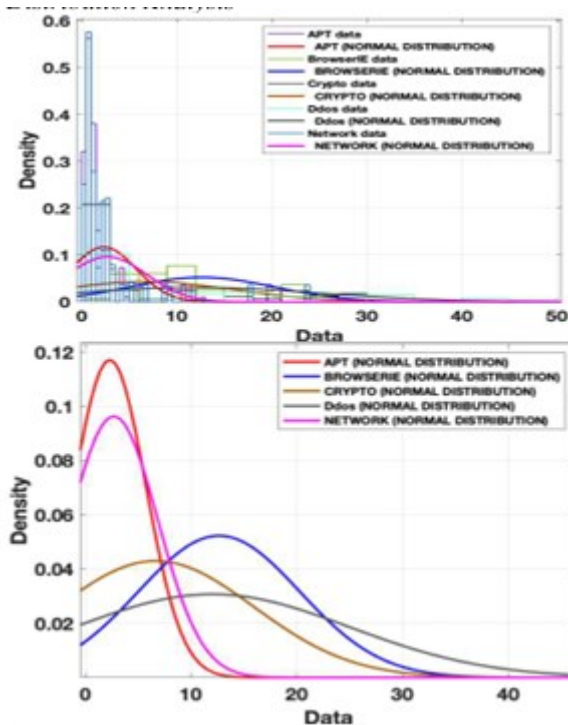 0.6
0.5
0.4
0.3
0.2
0.1
0
Density
APT data
APT (NORMAL DISTRIBUTION)
BrowserIE data
BROWSERIE (NORMAL DISTRIBUTION)
Crypto data
CRYPTO (NORMAL DISTRIBUTION)
Ddos data
Ddos (NORMAL DISTRIBUTION)
Network data
NETWORK (NORMAL DISTRIBUTION)
0 10 20 30 40 50
Data
0.12
0.1
0.08
0.06
0.04
0.02
Density
APT (NORMAL DISTRIBUTION)
BROWSERIE (NORMAL DISTRIBUTION)
CRYPTO (NORMAL DISTRIBUTION)
Ddos (NORMAL DISTRIBUTION)
NETWORK (NORMAL DISTRIBUTION)
0 10 20 30 40
Data